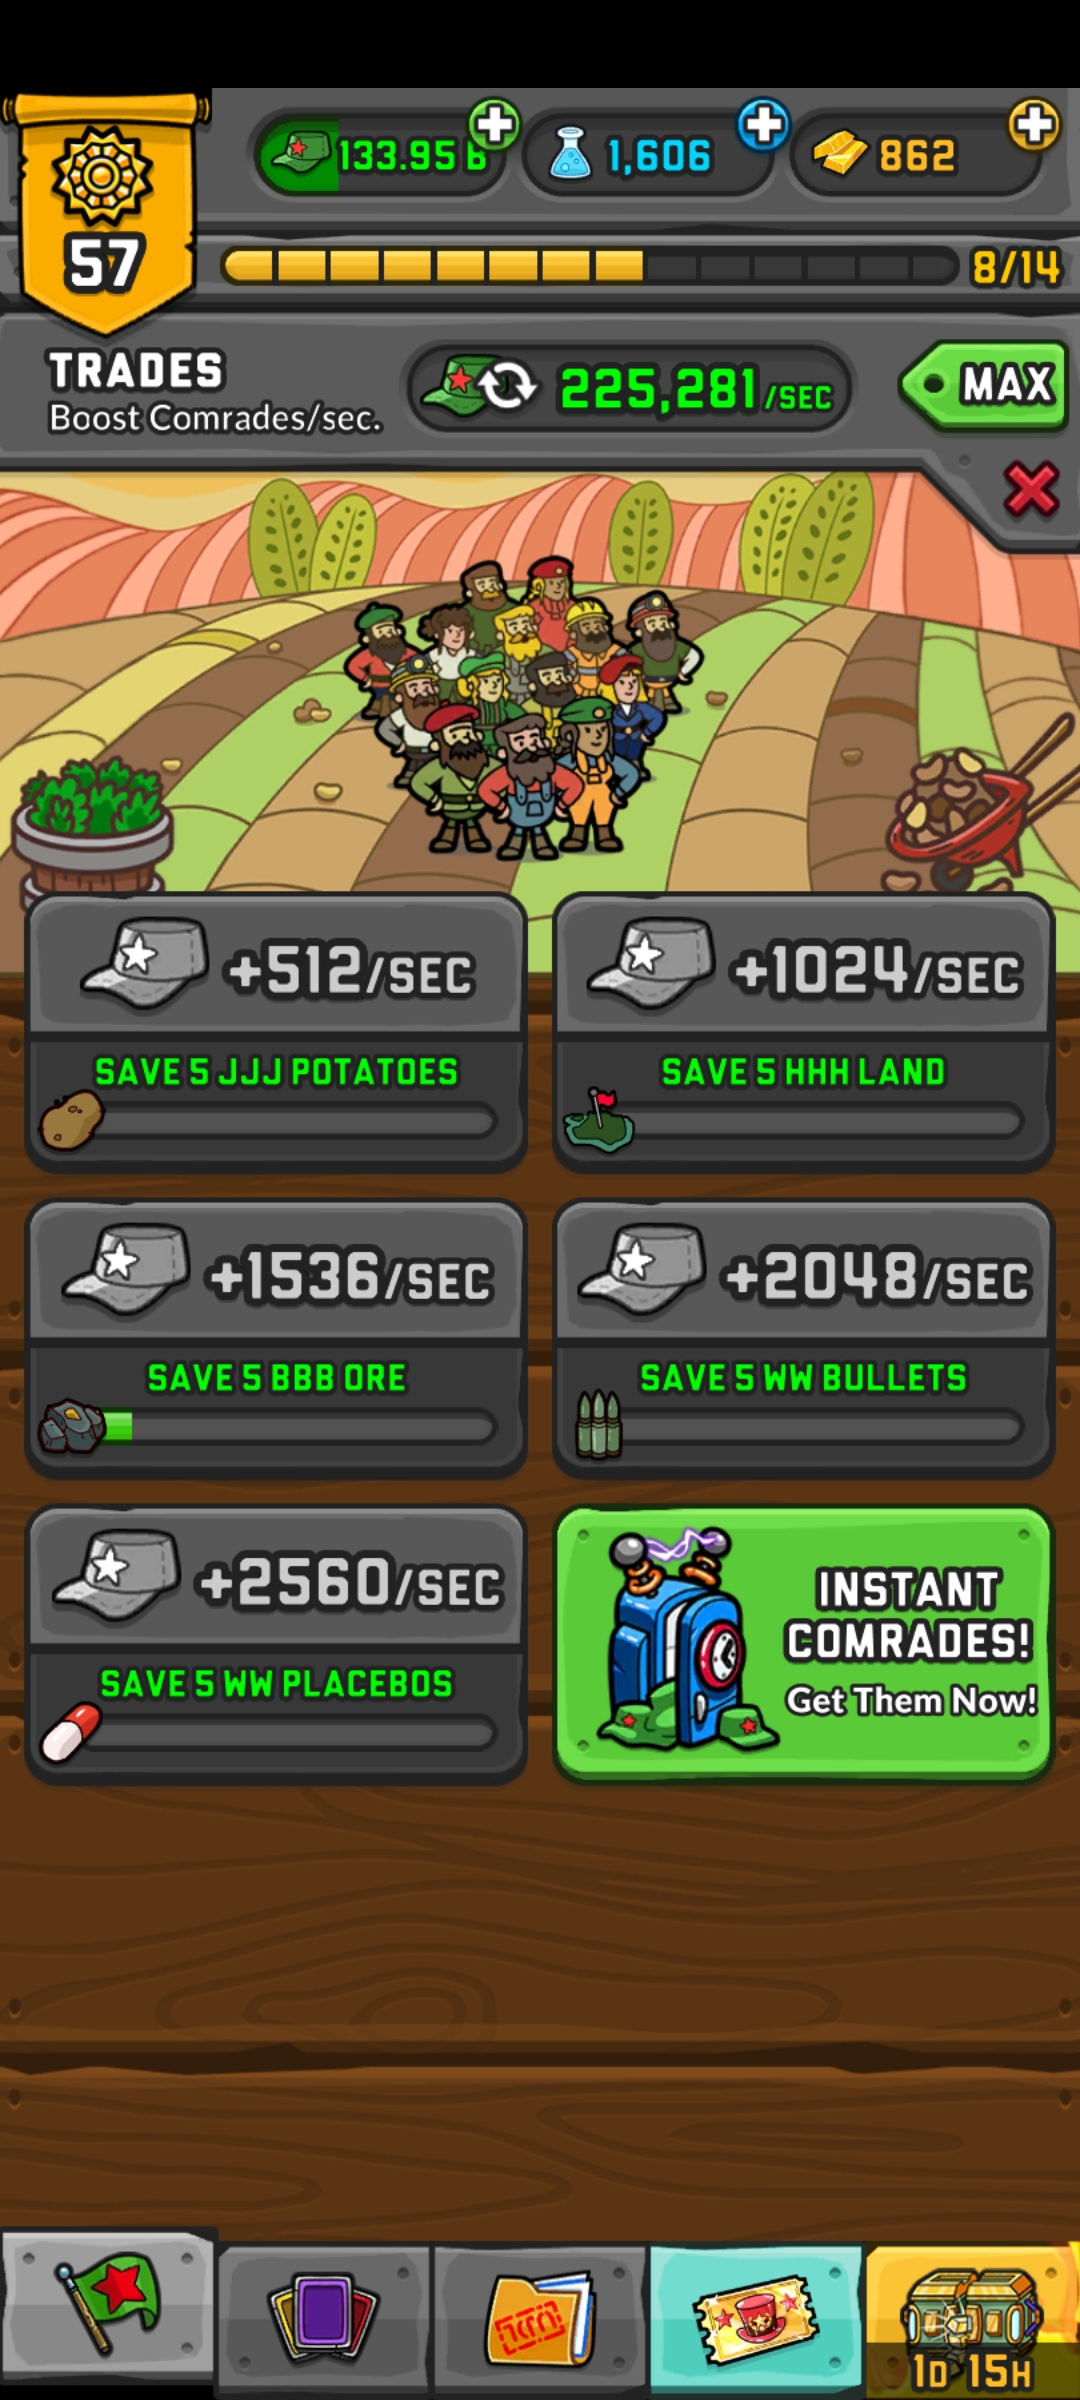 133.95 B
1,606
862
57
8/14
TRADES
Boost Comrades/sec.
225,281/SEC
MAX
+512/SEC
SAVE 5 JJJ POTATOES
+1024/SEC
SAVE 5 HHH LAND
+1536/SEC
SAVE 5 BBB ORE
+2048/SEC
SAVE 5 WW BULLETS
+2560/SEC
SAVE 5 WW PLACEBOS
INSTANT
COMRADES!
Get Them Now!
1D 15H